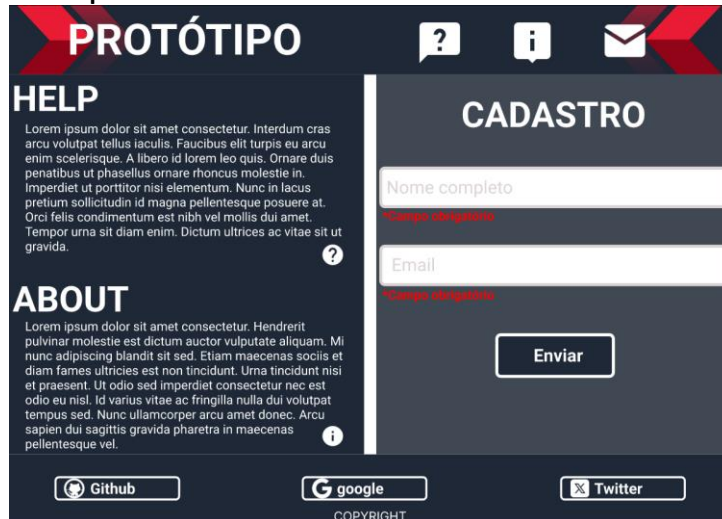 PROTÓTIPO
HELP
Lorem ipsum dolor sit amet consectetur. Interdum cras
arcu volutpat tellus iaculis. Faucibus elit turpis eu arcu
enim scelerisque. A libero id lorem leo quis. Ornare duis
penatibus ut phasellus ornare rhoncus molestie in.
Imperdiet ut porttitor nisi elementum. Nunc in lacus
pretium sollicitudin id magna pellentesque posuere at.
Orci felis condimentum est nibh vel mollis dui amet.
Tempor urna sit diam enim. Dictum ultrices ac vitae sit ut
gravida.
?
ABOUT
Lorem ipsum dolor sit amet consectetur. Hendrerit
pulvinar molestie est dictum auctor vulputate aliquam. Mi
nunc adipiscing blandit sit sed. Etiam maecenas sociis et
diam fames ultricies est non tincidunt. Urna tincidunt nisi
et praesent. Ut odio sed imperdiet consectetur nec est
odio eu nisl. Id varius vitae ac fringilla nulla dui volutpat
tempus sed. Nunc ullamcorper arcu amet donec. Arcu
sapien dui sagittis gravida pharetra in maecenas
pellentesque vel.
i
CADASTRO
Nome completo
*Campo obrigatório
Email
*Campo obrigatório
Enviar
Github
google
Twitter
COPYRIGHT